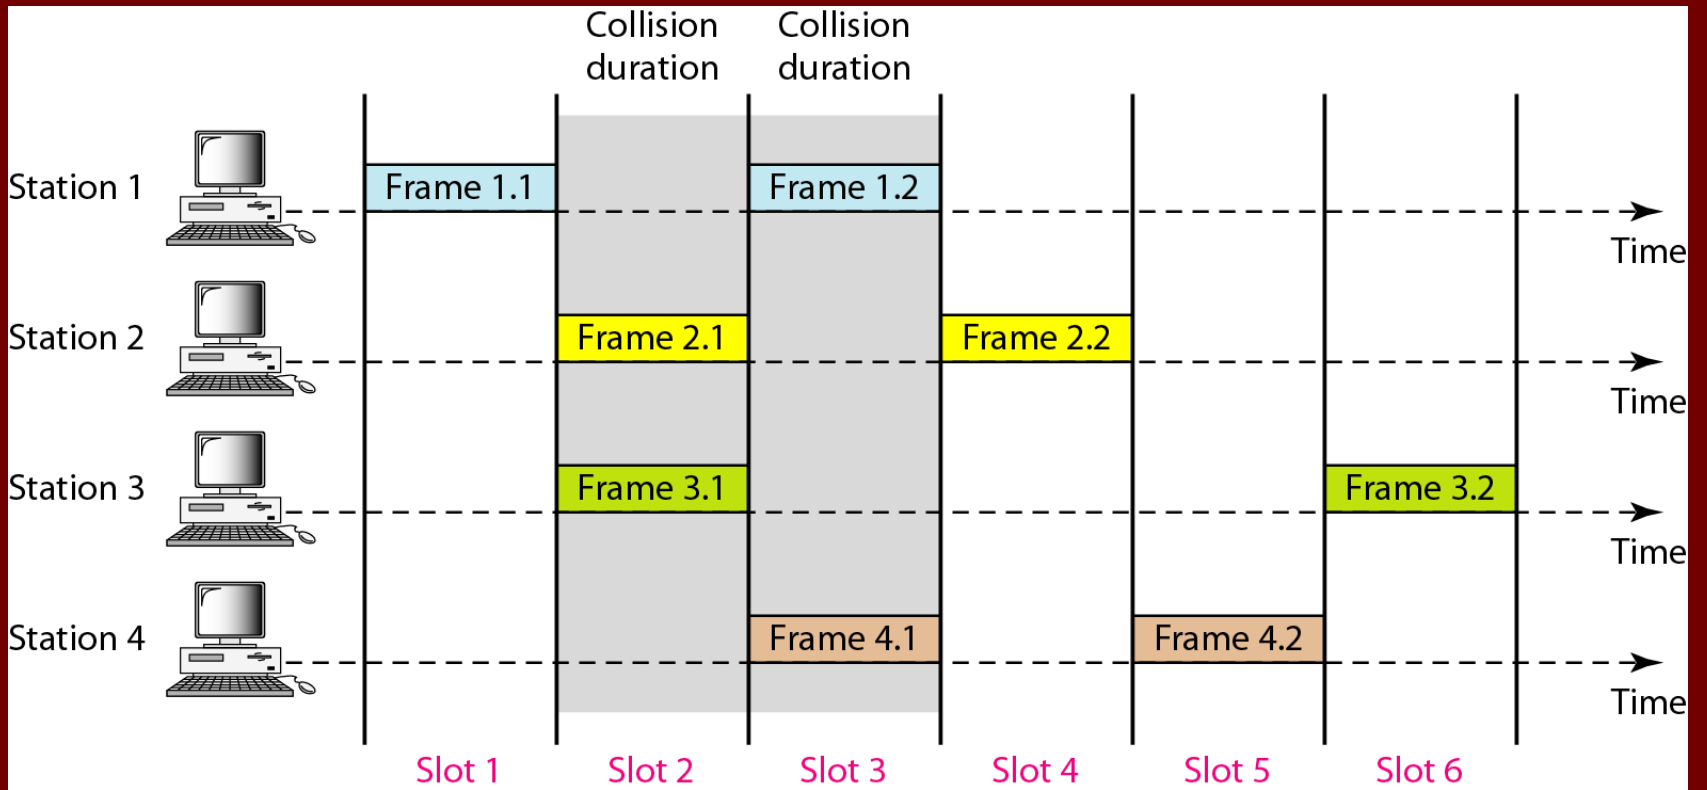 Collision
duration
Collision
duration
Station 1
Frame 1.1
Frame 1.2
Time
Station 2
Frame 2.1
Frame 2.2
Time
Station 3
Frame 3.1
Frame 3.2
Time
Station 4
Frame 4.1
Frame 4.2
Time
Slot 1
Slot 2
Slot 3
Slot 4
Slot 5
Slot 6